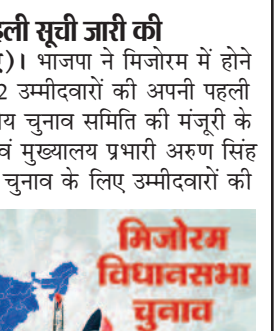 ली सूची जारी की
)। भाजपा ने मिजोरम में होने
2 उम्मीदवारों की अपनी पहली
चुनाव समिति की मंजूरी के
मुख्यालय प्रभारी अरुण सिंह
चुनाव के लिए उम्मीदवारों की
मिजोरम
विधानसभा
चुनाव